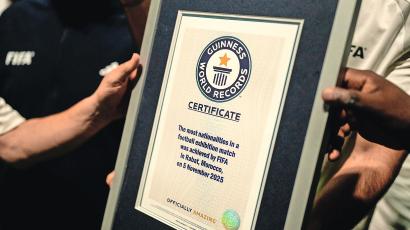 FIFA
FA
GUINNESS
WORLD RECORDS
CERTIFICATE
The most nationalities in a
football exhibition match
was achieved by FIFA
in Rabat, Morocco,
on 5 November 2025
OFFICIALLY AMAZING